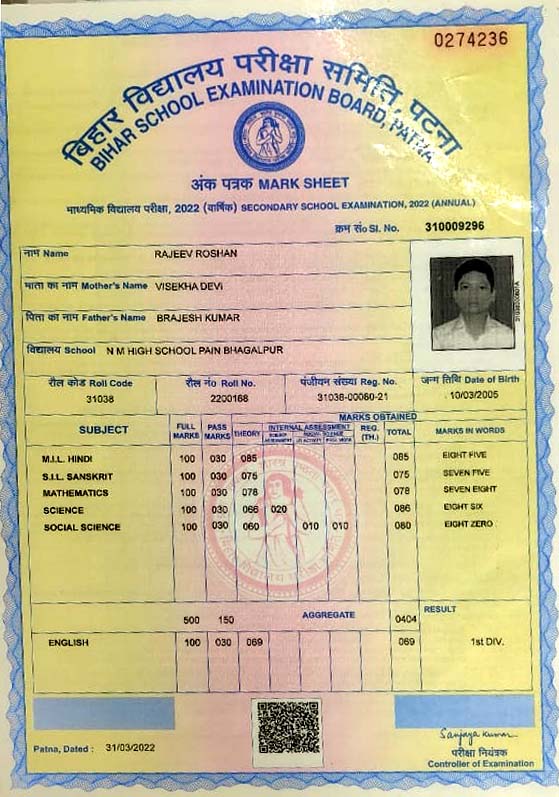 0274236
बिहार विद्यालय परीक्षा समिति, पटना
BIHAR SCHOOL EXAMINATION BOARD, PATNA
अंक पत्रक MARK SHEET
माध्यमिक विद्यालय परीक्षा, 2022 (वार्षिक) SECONDARY SCHOOL EXAMINATION, 2022 (ANNUAL)
क्रम सं० Sl. No. 310009296
नाम Name RAJEEV ROSHAN
माता का नाम Mother's Name VISEKHA DEVI
पिता का नाम Father's Name BRAJESH KUMAR
विद्यालय School N M HIGH SCHOOL PAIN BHAGALPUR
रौल कोड Roll Code रौल नं० Roll No. पंजीयन संख्या Reg. No. जन्म तिथि Date of Birth
31038 2200168 31038-00080-21 10/03/2005
MARKS OBTAINED
SUBJECT FULL MARKS PASS MARKS THEORY INTERNAL ASSESSMENT REG. (TH.) TOTAL MARKS IN WORDS
M.I.L. HINDI 100 030 085 085 EIGHT FIVE
S.I.L. SANSKRIT 100 030 075 075 SEVEN FIVE
MATHEMATICS 100 030 078 078 SEVEN EIGHT
SCIENCE 100 030 066 020 086 EIGHT SIX
SOCIAL SCIENCE 100 030 060 010 010 080 EIGHT ZERO
500 150 AGGREGATE 0404 RESULT
ENGLISH 100 030 069 069 1st DIV.
Patna, Dated : 31/03/2022
Sanjaya Kumar
परीक्षा नियंत्रक
Controller of Examination